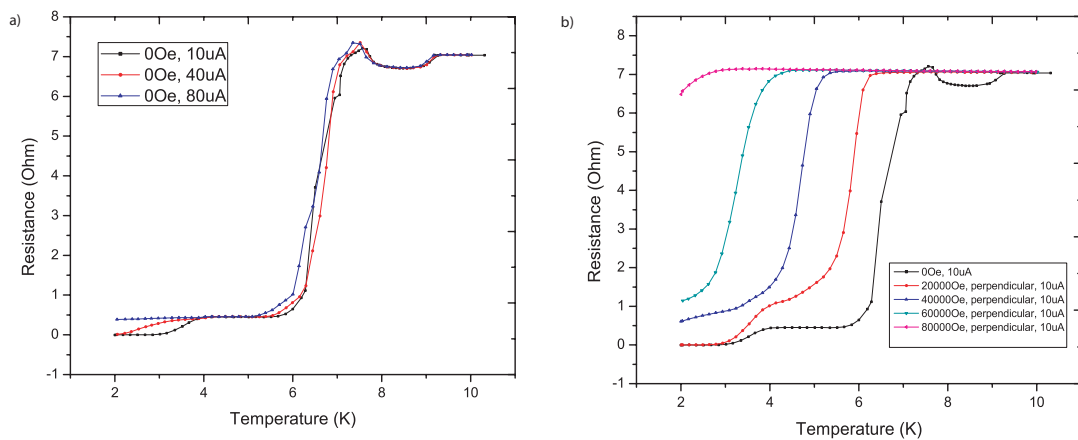 a)
0Oe, 10uA
0Oe, 40uA
0Oe, 80uA
8
7
6
5
4
3
2
1
0
-1
2
4
6
8
10
Resistance (Ohm)
Temperature (K)
b)
8
7
6
5
4
3
2
1
0
-1
2
4
6
8
10
Resistance (Ohm)
Temperature (K)
0Oe, 10uA
20000Oe, perpendicular, 10uA
40000Oe, perpendicular, 10uA
60000Oe, perpendicular, 10uA
80000Oe, perpendicular, 10uA